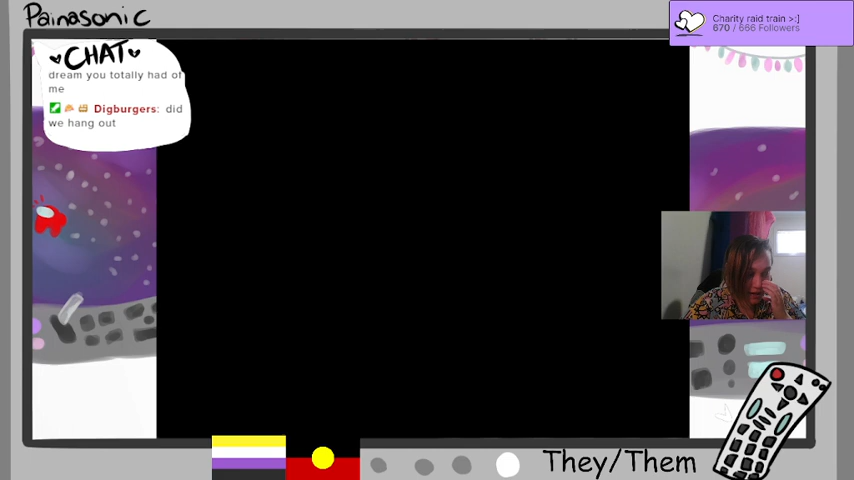 Painasonic
Charity raid train >:]
670 / 666 Followers
CHAT
dream you totally had of
me
Digburgers: did
we hang out
They/Them